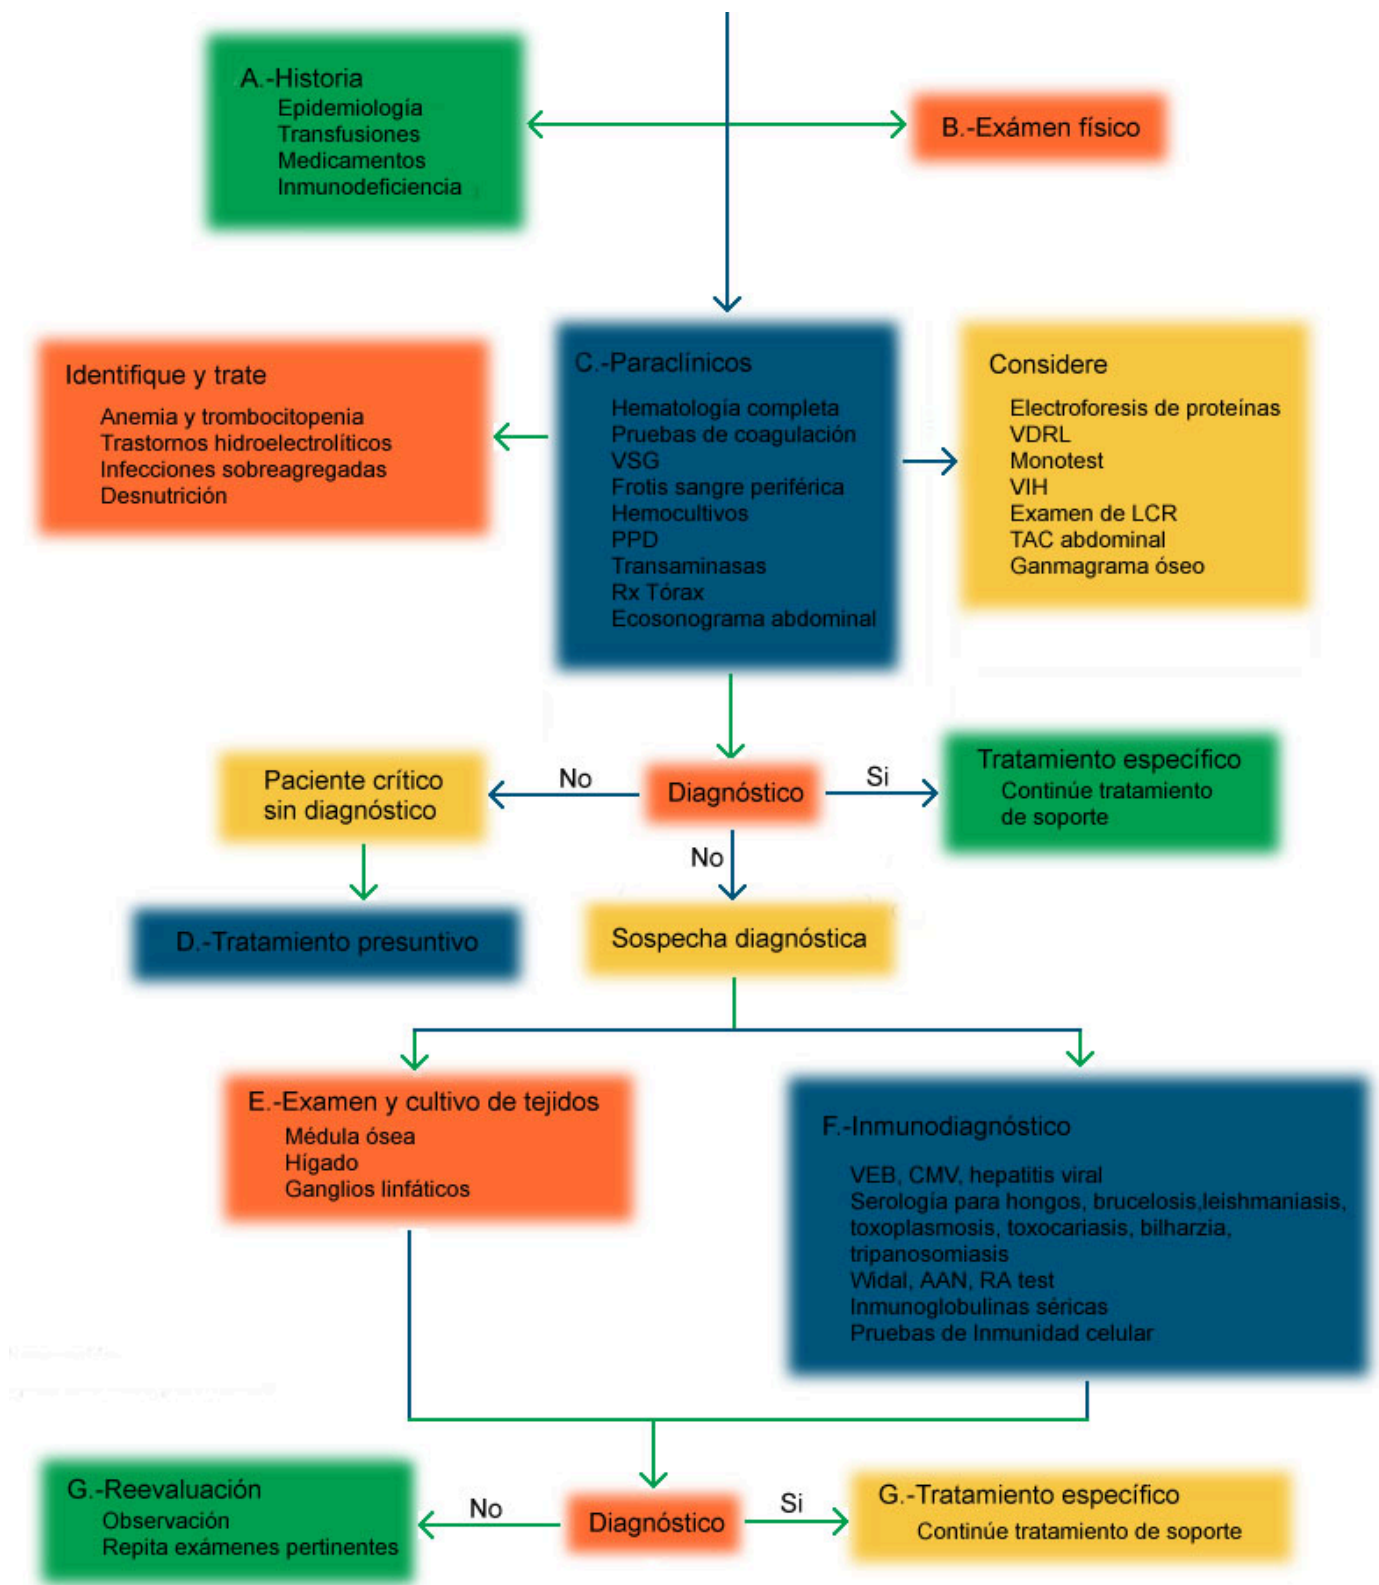 A.-Historia
Epidemiología
Transfusiones
Medicamentos
Inmunodeficiencia
B.-Exámen físico
Identifique y trate
Anemia y trombocitopenia
Trastornos hidroelectrolíticos
Infecciones sobreagregadas
Desnutrición
C.-Paraclínicos
Hematología completa
Pruebas de coagulación
VSG
Frotis sangre periférica
Hemocultivos
PPD
Transaminasas
Rx Tórax
Ecosonograma abdominal
Considere
Electroforesis de proteínas
VDRL
Monotest
VIH
Examen de LCR
TAC abdominal
Ganmagrama óseo
Paciente crítico
sin diagnóstico
No
Diagnóstico
Si
Tratamiento específico
Continúe tratamiento
de soporte
No
D.-Tratamiento presuntivo
Sospecha diagnóstica
E.-Examen y cultivo de tejidos
Médula ósea
Hígado
Ganglios linfáticos
F.-Inmunodiagnóstico
VEB, CMV, hepatitis viral
Serología para hongos, brucelosis,leishmaniasis,
toxoplasmosis, toxocariasis, bilharzia,
tripanosomiasis
Widal, AAN, RA test
Inmunoglobulinas séricas
Pruebas de Inmunidad celular
G.-Reevaluación
Observación
Repita exámenes pertinentes
No
Diagnóstico
Si
G.-Tratamiento específico
Continúe tratamiento de soporte